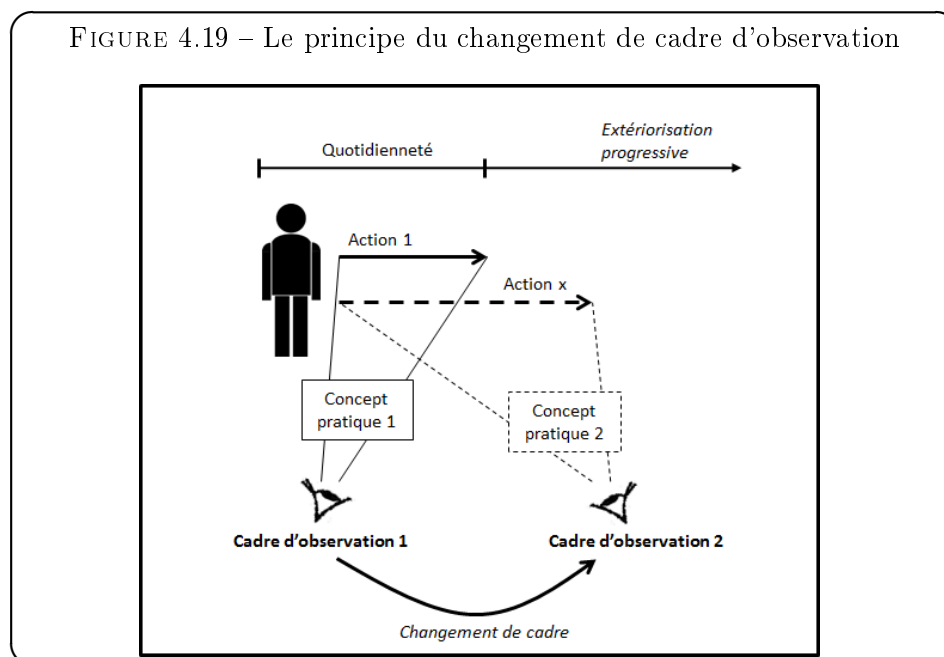 FIGURE 4.19 – Le principe du changement de cadre d'observation
Extériorisation
progressive
Quotidienneté
Action 1
Action x
Concept
pratique 1
Concept
pratique 2
Cadre d'observation 1
Cadre d'observation 2
Changement de cadre